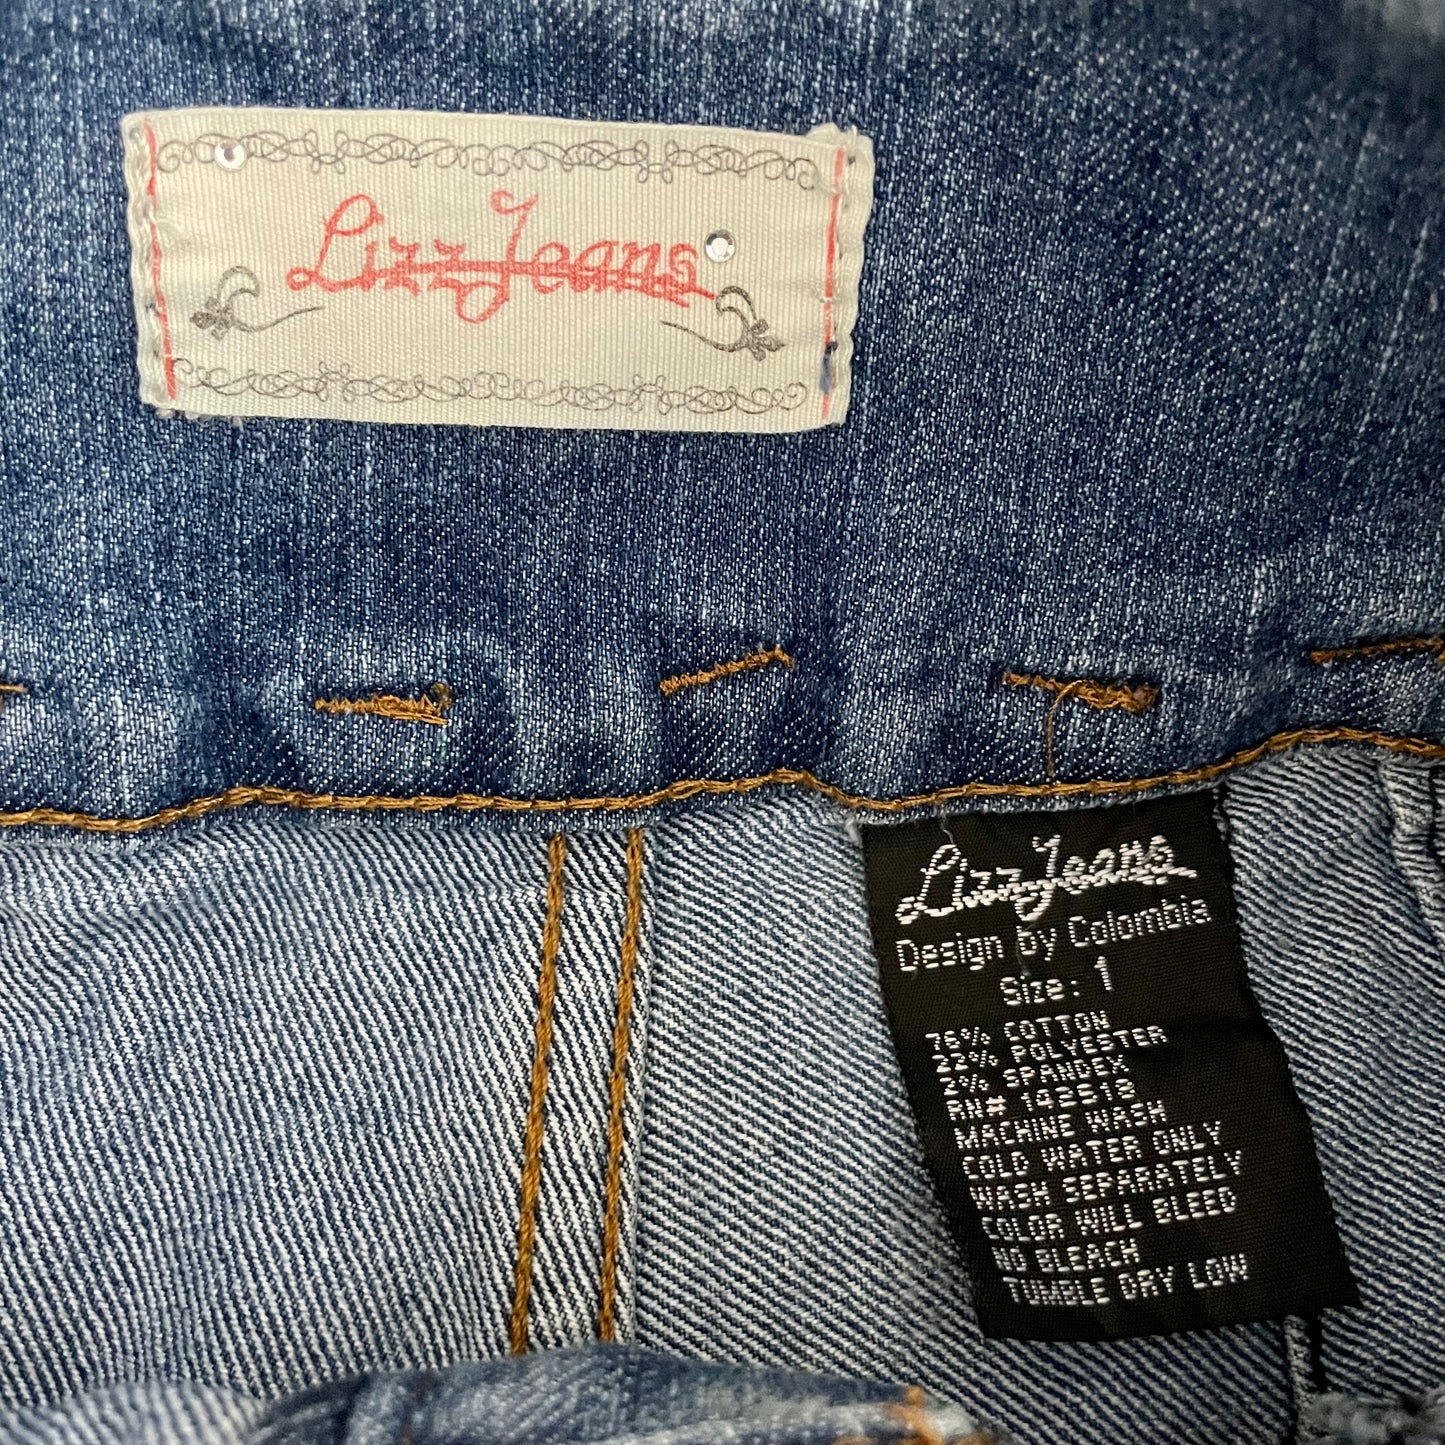 Lizz Jeans
Lizz Jeans
Design by Colombia
Size: 1
76% COTTON
22% POLYESTER
2% SPANDEX
RN#
MACHINE WASH
COLD WATER ONLY
WASH SEPARATELY
COLOR WILL BLEED
NO BLEACH
TUMBLE DRY LOW